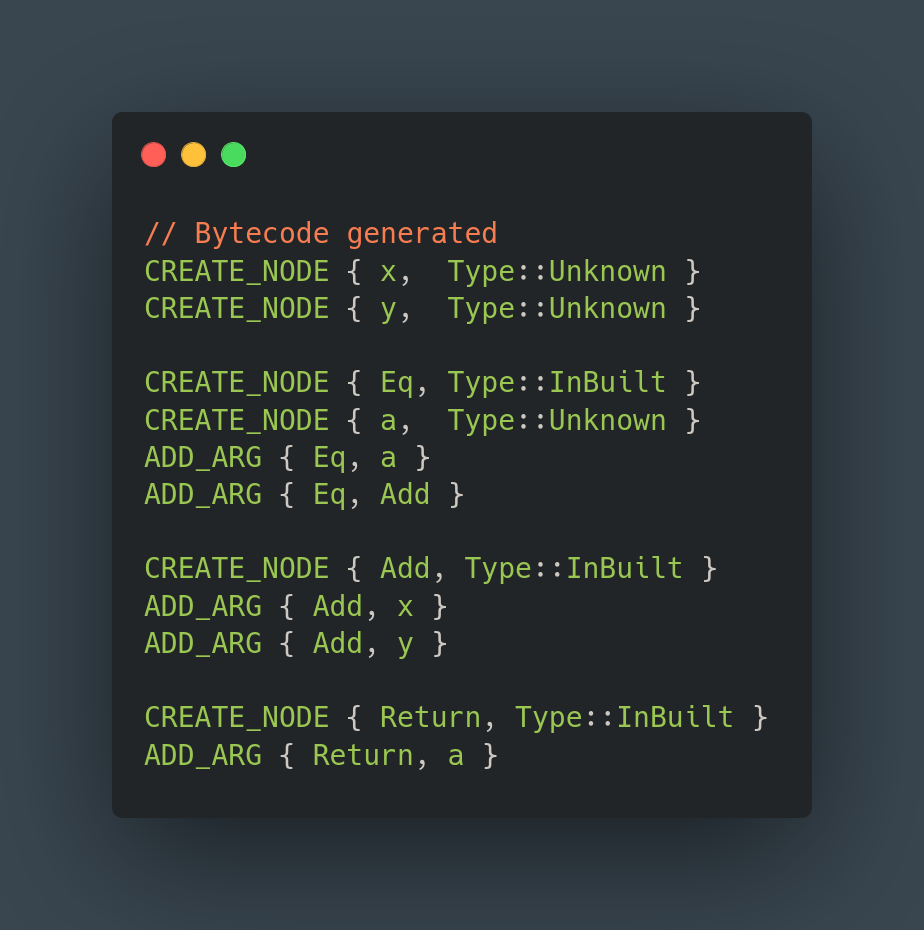 // Bytecode generated
CREATE_NODE { x,  Type::Unknown }
CREATE_NODE { y,  Type::Unknown }

CREATE_NODE { Eq, Type::InBuilt }
CREATE_NODE { a,  Type::Unknown }
ADD_ARG { Eq, a }
ADD_ARG { Eq, Add }

CREATE_NODE { Add, Type::InBuilt }
ADD_ARG { Add, x }
ADD_ARG { Add, y }

CREATE_NODE { Return, Type::InBuilt }
ADD_ARG { Return, a }